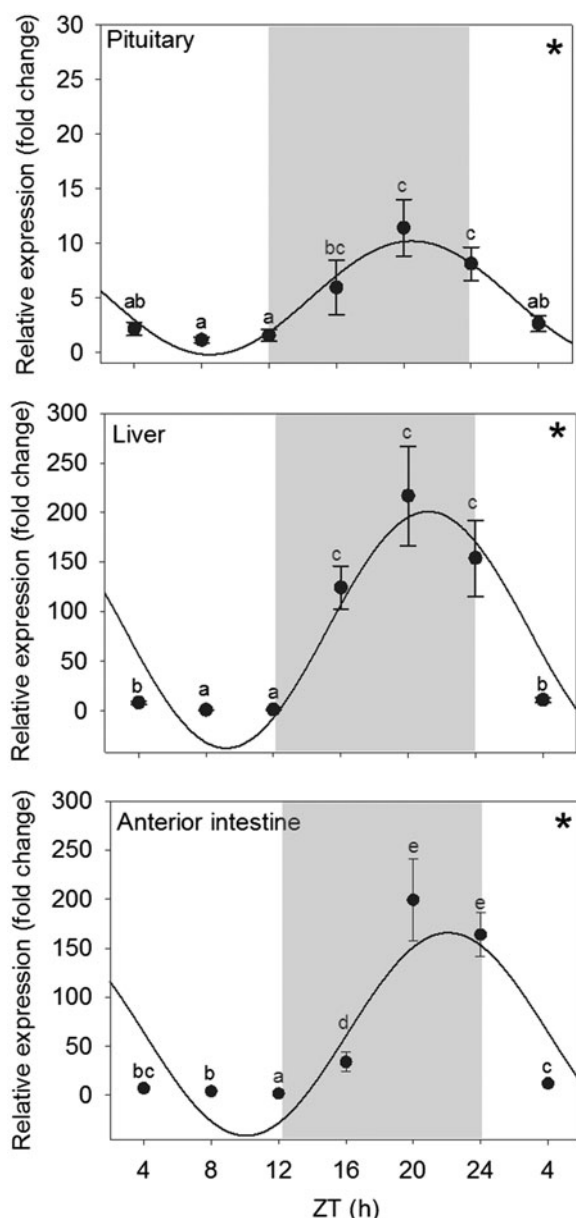 Relative expression (fold change)
Pituitary
*
30
25
20
15
10
5
0
ab
a
a
bc
c
c
ab
Relative expression (fold change)
Liver
*
300
250
200
150
100
50
0
b
a
a
c
c
c
b
Relative expression (fold change)
Anterior intestine
*
300
250
200
150
100
50
0
bc
b
a
d
e
e
c
4 8 12 16 20 24 4
ZT (h)